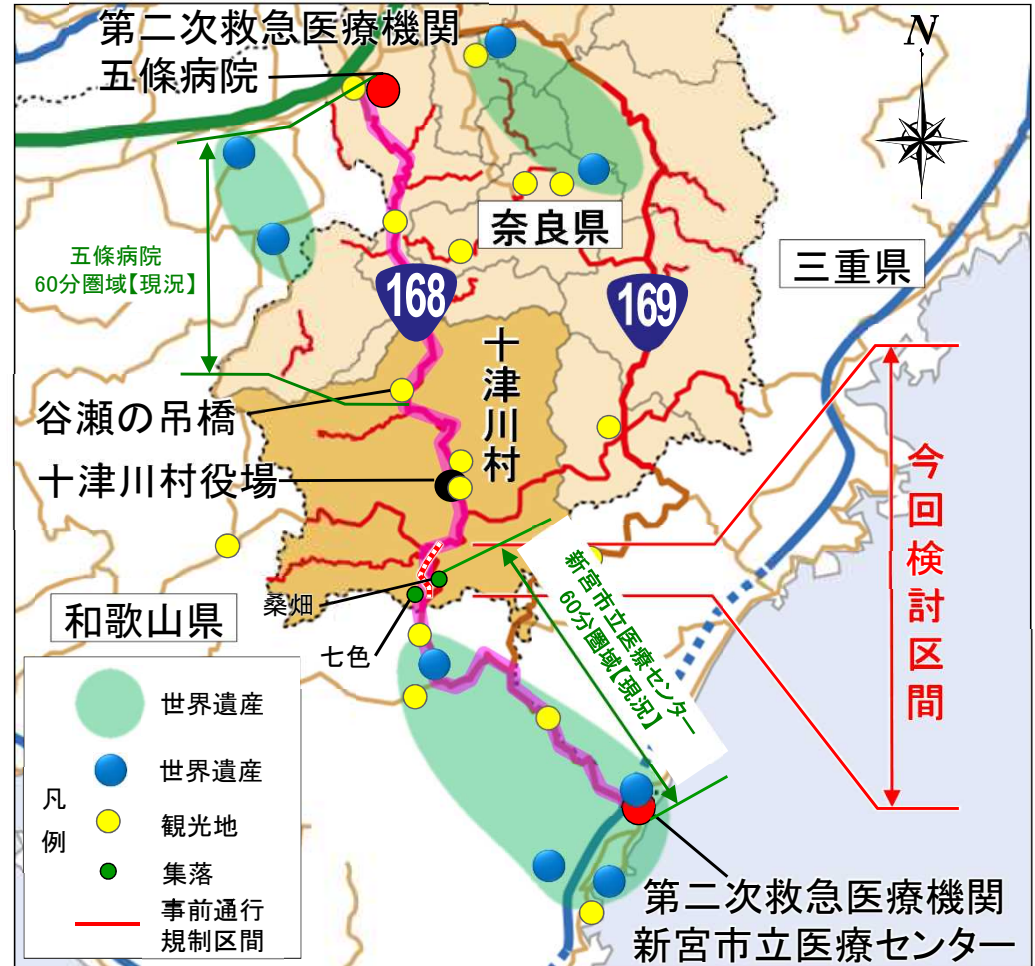 第二次救急医療機関
五條病院
N
奈良県
三重県
五條病院
60分圏域【現況】
168
169
十津川村
谷瀬の吊橋
十津川村役場
今回検討区間
新宮市立医療センター
60分圏域【現況】
桑畑
和歌山県
七色
凡例
世界遺産
世界遺産
観光地
集落
事前通行
規制区間
第二次救急医療機関
新宮市立医療センター